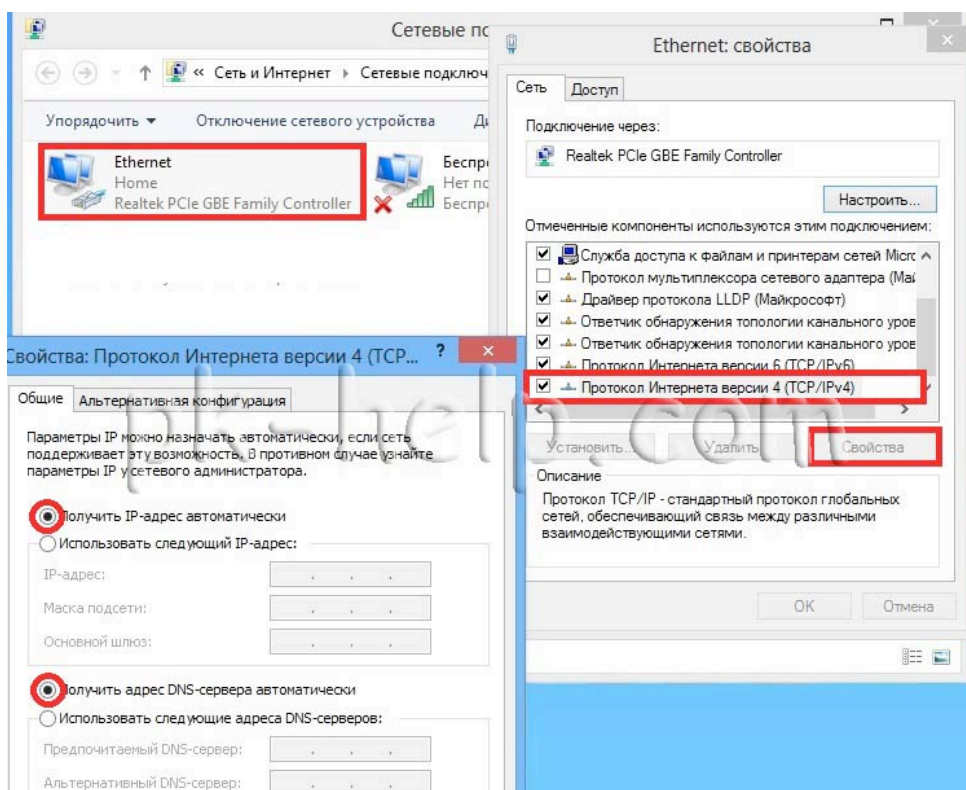 Сетевые по
« Сеть и Интернет Сетевые подключ
Упорядочить Отключение сетевого устройства Ди
Ethernet
Home
Realtek PCIe GBE Family Controller
Беспр
Нет по
Беспр
Ethernet: свойства
Сеть Доступ
Подключение через:
Realtek PCIe GBE Family Controller
Настроить...
Отмеченные компоненты используются этим подключением:
Служба доступа к файлам и принтерам сетей Micro
Протокол мультиплексора сетевого адаптера (Май
Драйвер протокола LLDP (Майкрософт)
Ответчик обнаружения топологии канального уров
Ответчик обнаружения топологии канального уров
Протокол Интернета версии 6 (TCP/IPv6)
Протокол Интернета версии 4 (TCP/IPv4)
Установить... Удалить Свойства
Описание
Протокол TCP/IP - стандартный протокол глобальных
сетей, обеспечивающий связь между различными
взаимодействующими сетями.
OK Отмена
Свойства: Протокол Интернета версии 4 (TCP... ?
Общие Альтернативная конфигурация
Параметры IP можно назначать автоматически, если сеть
поддерживает эту возможность. В противном случае узнайте
параметры IP у сетевого администратора.
Получить IP-адрес автоматически
Использовать следующий IP-адрес:
IP-адрес:
Маска подсети:
Основной шлюз:
Получить адрес DNS-сервера автоматически
Использовать следующие адреса DNS-серверов:
Предпочитаемый DNS-сервер:
Альтернативный DNS-сервер:
pk-help.com